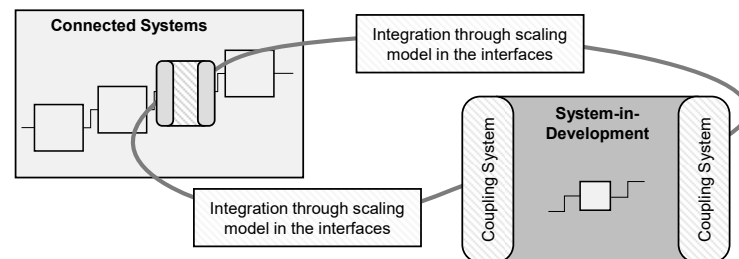 Connected Systems
Integration through scaling
model in the interfaces
System-in-
Development
Coupling System
Coupling System
Integration through scaling
model in the interfaces